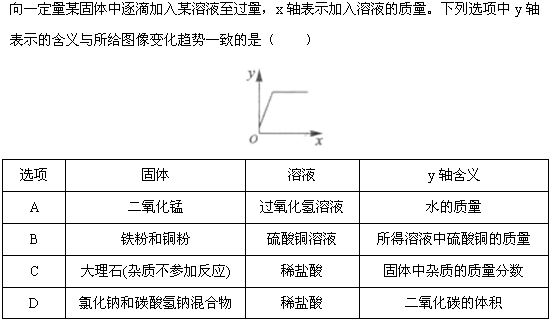 向一定量某固体中逐滴加入某溶液至过量，x轴表示加入溶液的质量。下列选项中y轴
表示的含义与所给图像变化趋势一致的是（　　）
y
O x
选项 固体 溶液 y轴含义
A 二氧化锰 过氧化氢溶液 水的质量
B 铁粉和铜粉 硫酸铜溶液 所得溶液中硫酸铜的质量
C 大理石(杂质不参加反应) 稀盐酸 固体中杂质的质量分数
D 氯化钠和碳酸氢钠混合物 稀盐酸 二氧化碳的体积